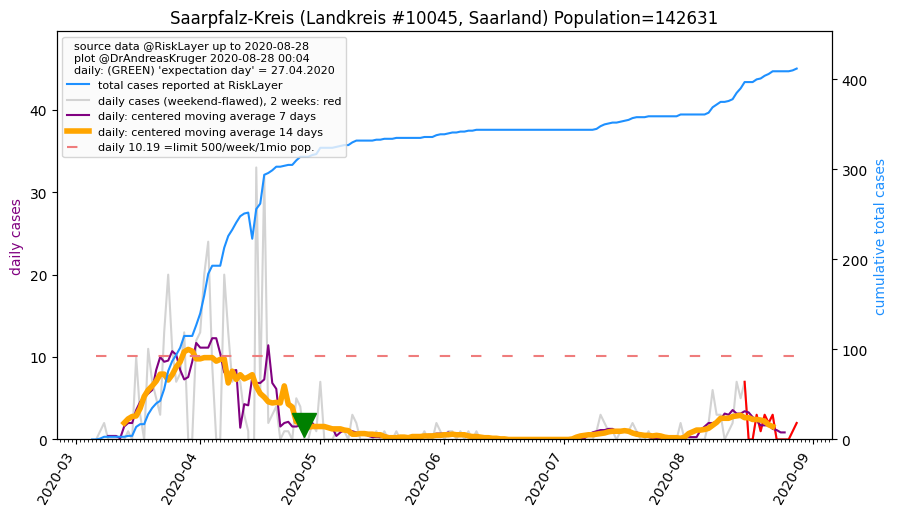 Saarpfalz-Kreis (Landkreis #10045, Saarland) Population=142631
source data @RiskLayer up to 2020-08-28
plot @DrAndreasKruger 2020-08-28 00:04
daily: (GREEN) 'expectation day' = 27.04.2020
total cases reported at RiskLayer
daily cases (weekend-flawed), 2 weeks: red
daily: centered moving average 7 days
daily: centered moving average 14 days
daily 10.19 =limit 500/week/1mio pop.
daily cases
40
30
20
10
0
cumulative total cases
400
300
200
100
0
2020-03
2020-04
2020-05
2020-06
2020-07
2020-08
2020-09